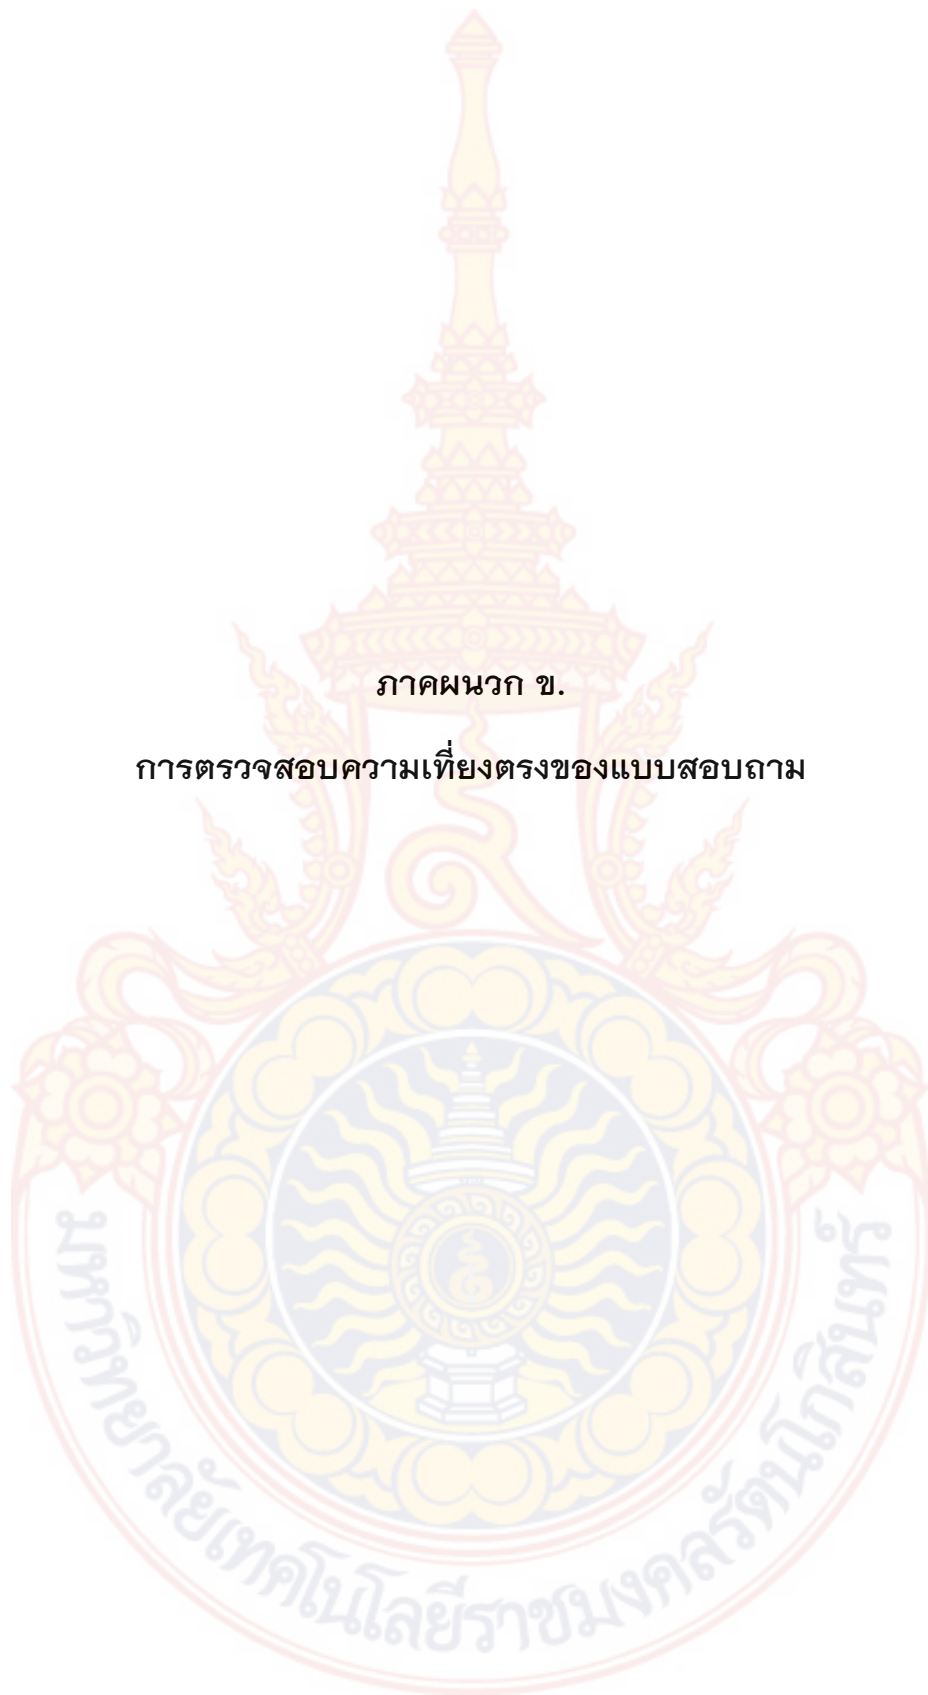 ภาคผนวก ข.
การตรวจสอบความเที่ยงตรงของแบบสอบถาม
มหาวิทยาลัยเทคโนโลยีราชมงคลรัตนโกสินทร์